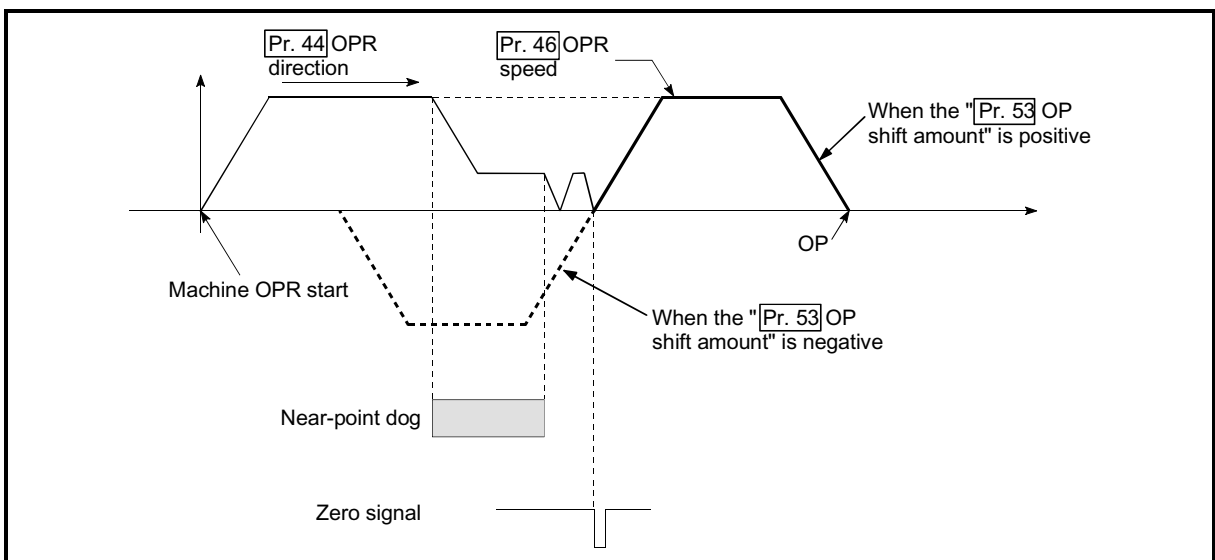 Pr. 44 OPR
direction
Pr. 46 OPR
speed
When the " Pr. 53 OP
shift amount" is positive
OP
Machine OPR start
When the " Pr. 53 OP
shift amount" is negative
Near-point dog
Zero signal